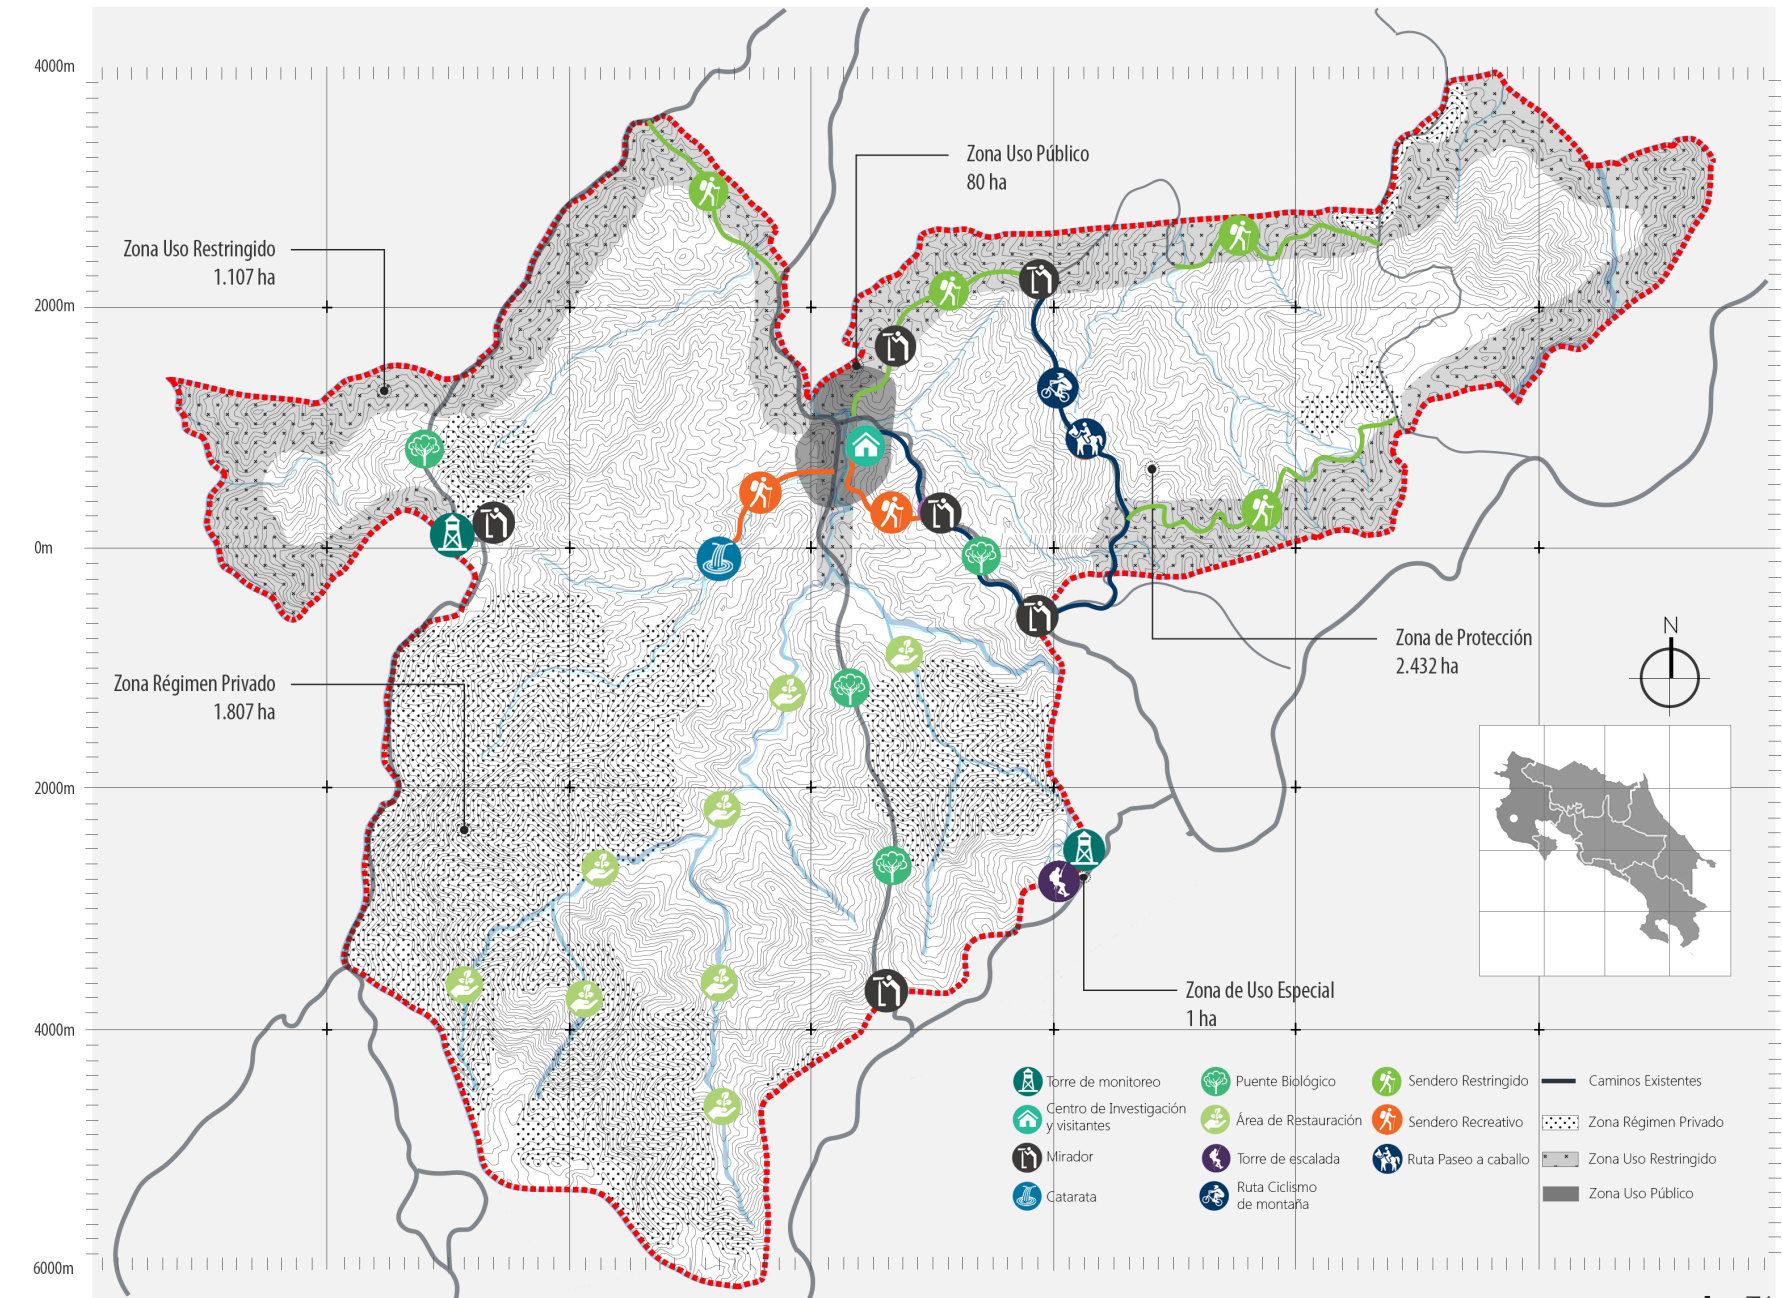 4000m
Zona Uso Público
80 ha
Zona Uso Restringido
1.107 ha
2000m
0m
Zona de Protección
2.432 ha
N
Zona Régimen Privado
1.807 ha
2000m
Zona de Uso Especial
1 ha
4000m
Torre de monitoreo
Centro de Investigación
y visitantes
Mirador
Catarata
Puente Biológico
Área de Restauración
Torre de escalada
Ruta Ciclismo
de montaña
Sendero Restringido
Sendero Recreativo
Ruta Paseo a caballo
Caminos Existentes
Zona Régimen Privado
Zona Uso Restringido
Zona Uso Público
6000m